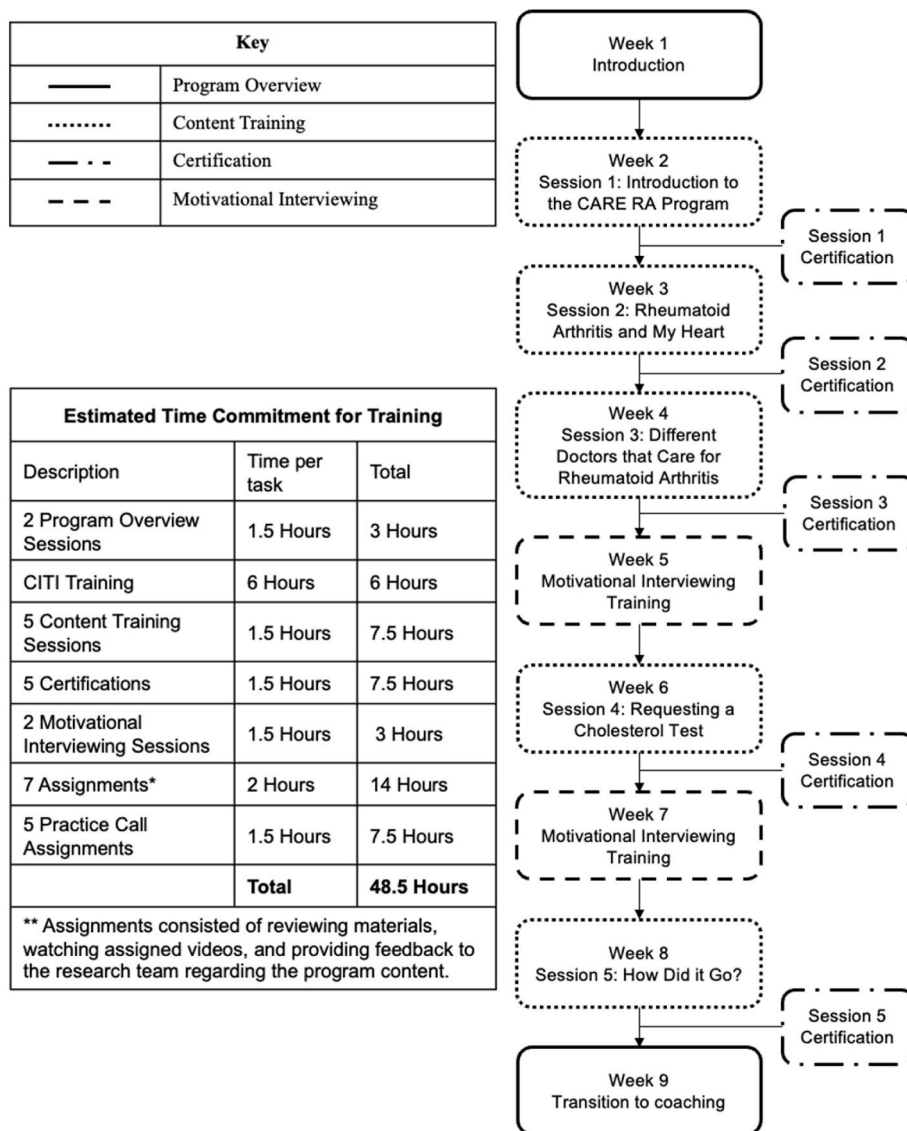 Key
Program Overview
Content Training
Certification
Motivational Interviewing
Estimated Time Commitment for Training
Description Time per task Total
2 Program Overview Sessions 1.5 Hours 3 Hours
CITI Training 6 Hours 6 Hours
5 Content Training Sessions 1.5 Hours 7.5 Hours
5 Certifications 1.5 Hours 7.5 Hours
2 Motivational Interviewing Sessions 1.5 Hours 3 Hours
7 Assignments* 2 Hours 14 Hours
5 Practice Call Assignments 1.5 Hours 7.5 Hours
Total 48.5 Hours
** Assignments consisted of reviewing materials,
watching assigned videos, and providing feedback to
the research team regarding the program content.
Week 1
Introduction
Week 2
Session 1: Introduction to
the CARE RA Program
Session 1
Certification
Week 3
Session 2: Rheumatoid
Arthritis and My Heart
Session 2
Certification
Week 4
Session 3: Different
Doctors that Care for
Rheumatoid Arthritis
Session 3
Certification
Week 5
Motivational Interviewing
Training
Week 6
Session 4: Requesting a
Cholesterol Test
Session 4
Certification
Week 7
Motivational Interviewing
Training
Week 8
Session 5: How Did it Go?
Session 5
Certification
Week 9
Transition to coaching